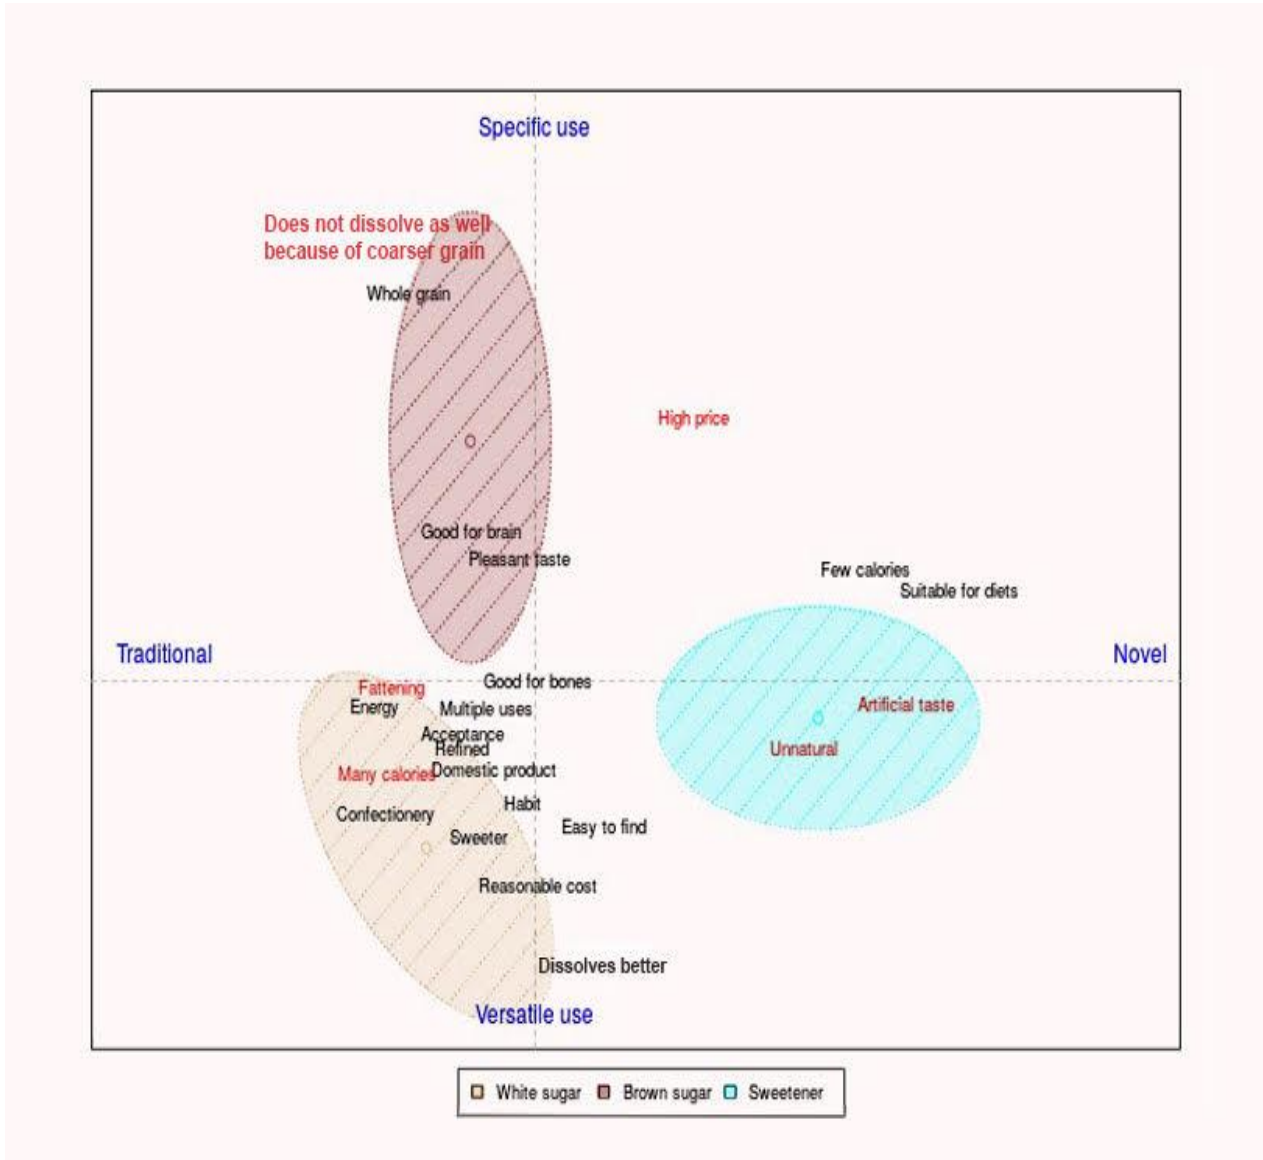 Specific use
Does not dissolve as well
because of coarser grain
Whole grain
High price
Good for brain
Pleasant taste
Few calories
Suitable for diets
Traditional
Novel
Good for bones
Fattening
Energy
Multiple uses
Artificial taste
Acceptance
Refined
Unnatural
Many calories
Domestic product
Habit
Confectionery
Easy to find
Sweeter
Reasonable cost
Dissolves better
Versatile use
White sugar
Brown sugar
Sweetener